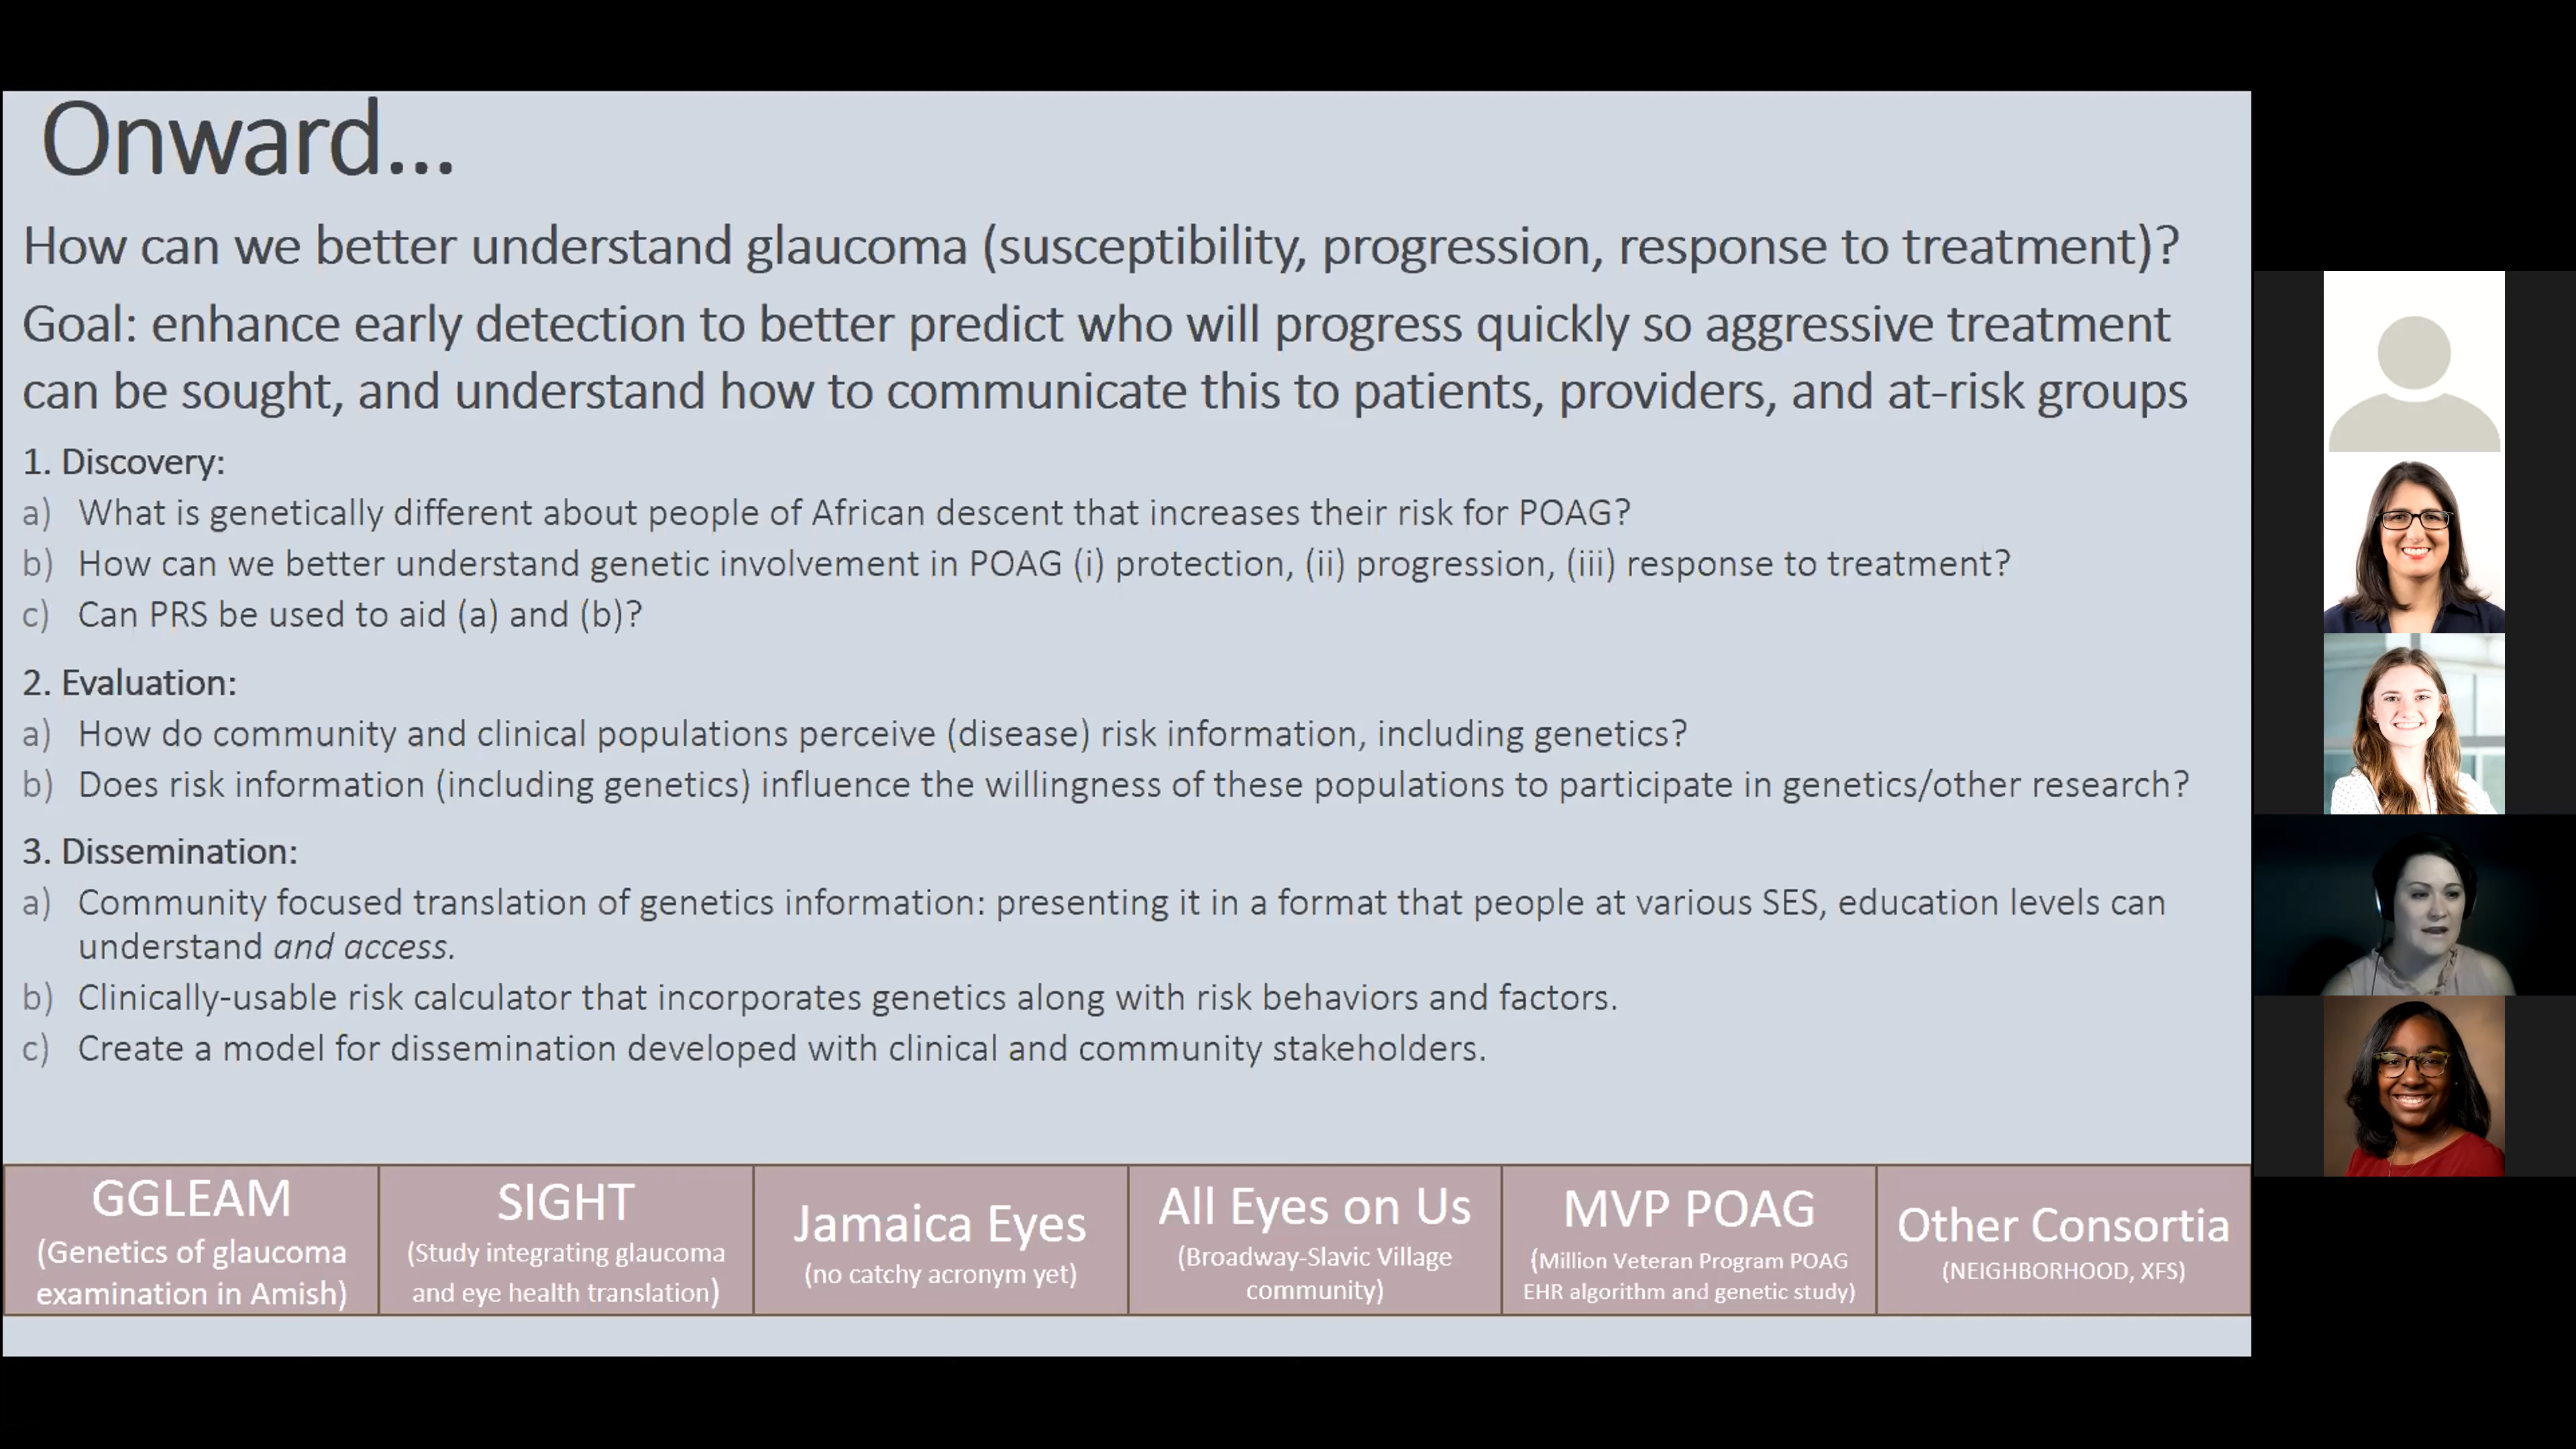 Onward...
How can we better understand glaucoma (susceptibility, progression, response to treatment)?
Goal: enhance early detection to better predict who will progress quickly so aggressive treatment
can be sought, and understand how to communicate this to patients, providers, and at-risk groups
1. Discovery:
a) What is genetically different about people of African descent that increases their risk for POAG?
b) How can we better understand genetic involvement in POAG (i) protection, (ii) progression, (iii) response to treatment?
c) Can PRS be used to aid (a) and (b)?
2. Evaluation:
a) How do community and clinical populations perceive (disease) risk information, including genetics?
b) Does risk information (including genetics) influence the willingness of these populations to participate in genetics/other research?
3. Dissemination:
a) Community focused translation of genetics information: presenting it in a format that people at various SES, education levels can
understand and access.
b) Clinically-usable risk calculator that incorporates genetics along with risk behaviors and factors.
c) Create a model for dissemination developed with clinical and community stakeholders.
GGLEAM
(Genetics of glaucoma
examination in Amish)
SIGHT
(Study integrating glaucoma
and eye health translation)
Jamaica Eyes
(no catchy acronym yet)
All Eyes on Us
(Broadway-Slavic Village
community)
MVP POAG
(Million Veteran Program POAG
EHR algorithm and genetic study)
Other Consortia
(NEIGHBORHOOD, XFS)